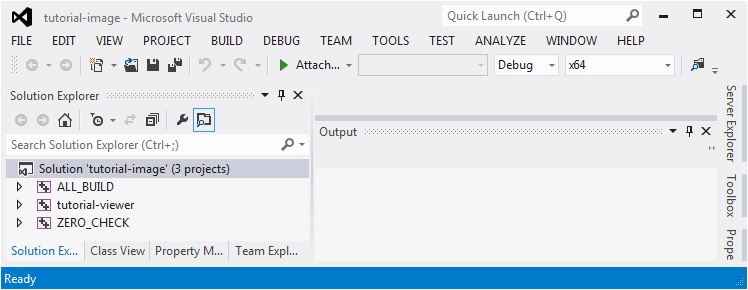 tutorial-image - Microsoft Visual Studio
Quick Launch (Ctrl+Q)
FILE EDIT VIEW PROJECT BUILD DEBUG TEAM TOOLS TEST ANALYZE WINDOW HELP
Attach... Debug x64
Solution Explorer
Search Solution Explorer (Ctrl+;)
Solution 'tutorial-image' (3 projects)
ALL_BUILD
tutorial-viewer
ZERO_CHECK
Solution Ex... Class View Property M... Team Expl...
Output
Server Explorer
Toolbox
Prope
Ready